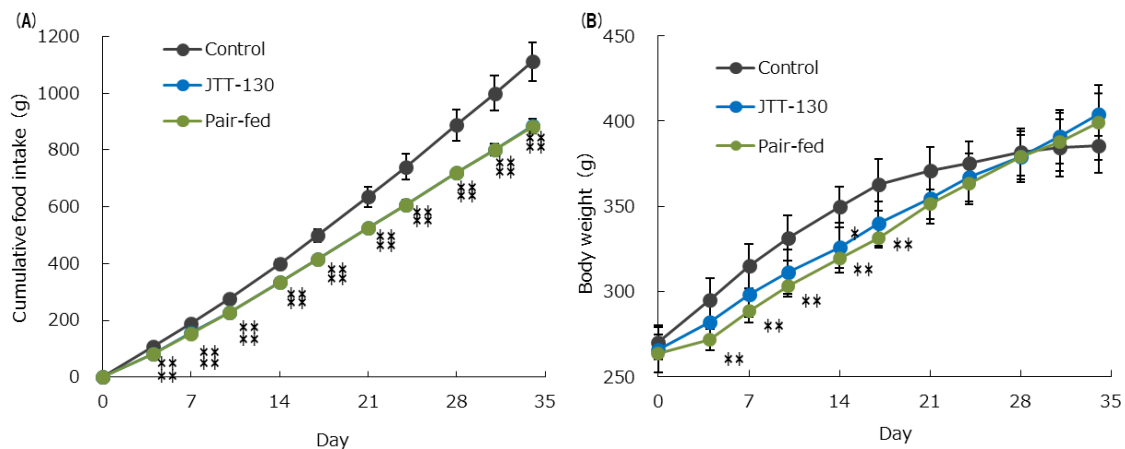 (A)
1200
1000
800
600
400
200
0
Cumulative food intake (g)
Control
JTT-130
Pair-fed
** **
** **
** **
** **
** **
** **
** **
** **
** **
** **
0 7 14 21 28 35
Day
(B)
450
400
350
300
250
Body weight (g)
Control
JTT-130
Pair-fed
*
**
**
**
**
**
0 7 14 21 28 35
Day